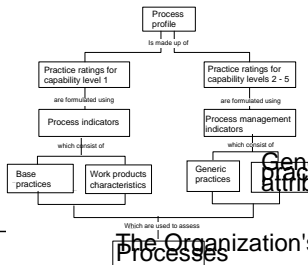 Process
profile
Is made up of
Practice ratings for
capability level 1
Practice ratings for
capability levels 2 - 5
are formulated using
are formulated using
Process indicators
Process management
indicators
which consist of
which consist of
Base
practices
Work products
characteristics
Generic
practices
Which are used to assess
The Organization's
Processes